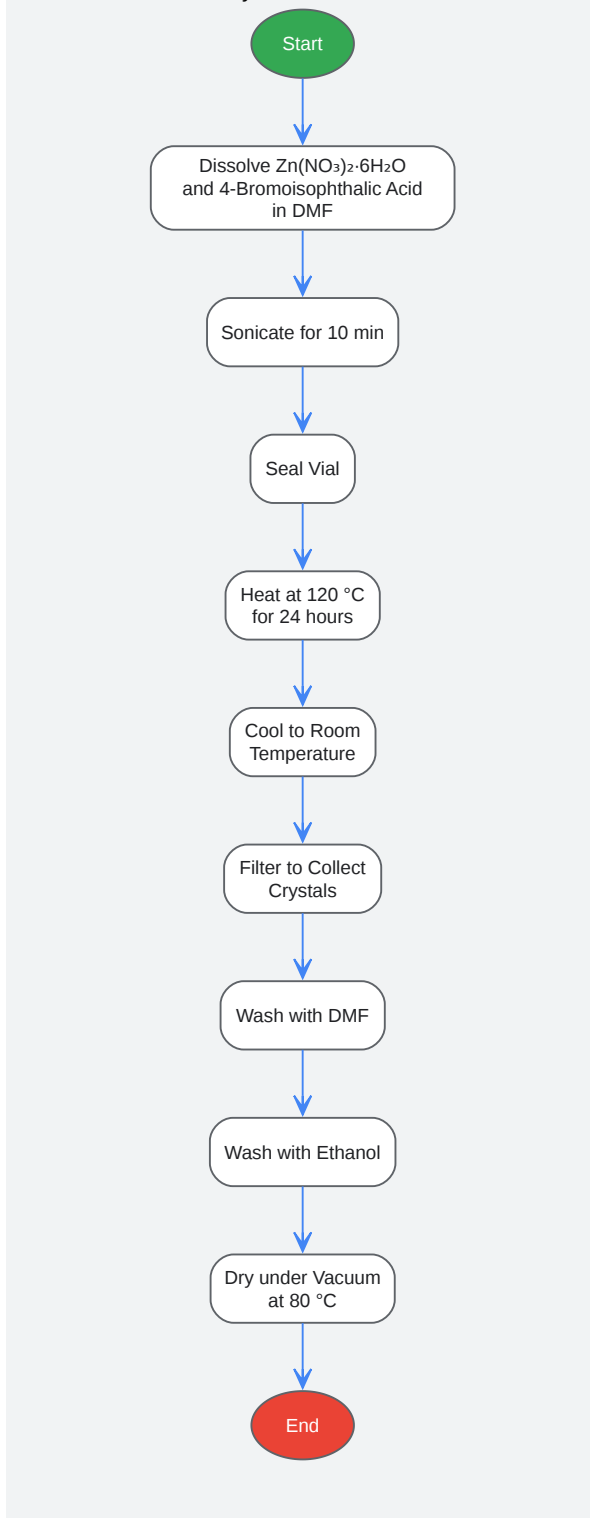 Start
Dissolve Zn(NO₃)₂·6H₂O
and 4-Bromoisophthalic Acid
in DMF
Sonicate for 10 min
Seal Vial
Heat at 120 °C
for 24 hours
Cool to Room
Temperature
Filter to Collect
Crystals
Wash with DMF
Wash with Ethanol
Dry under Vacuum
at 80 °C
End